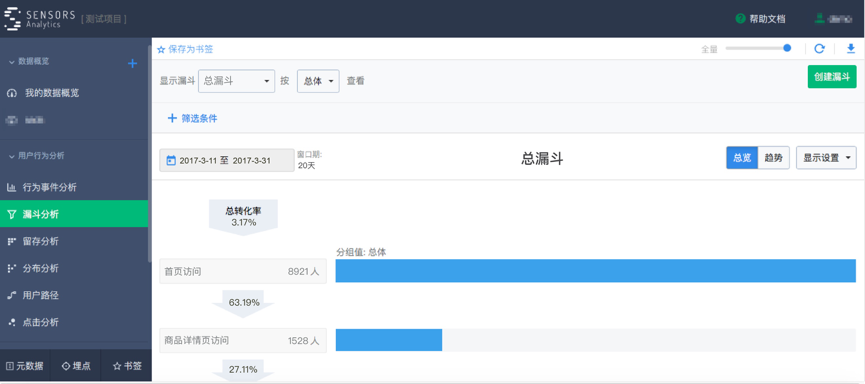 SENSORS Analytics [ 测试项目 ]
帮助文档
数据概览
我的数据概览
用户行为分析
行为事件分析
漏斗分析
留存分析
分布分析
用户路径
点击分析
元数据 埋点 书签
保存为书签
全量
显示漏斗 总漏斗 按 总体 查看
创建漏斗
筛选条件
2017-3-11 至 2017-3-31
窗口期:
20天
总漏斗
总览 趋势 显示设置
总转化率
3.17%
分组值: 总体
首页访问 8921 人
63.19%
商品详情页访问 1528 人
27.11%